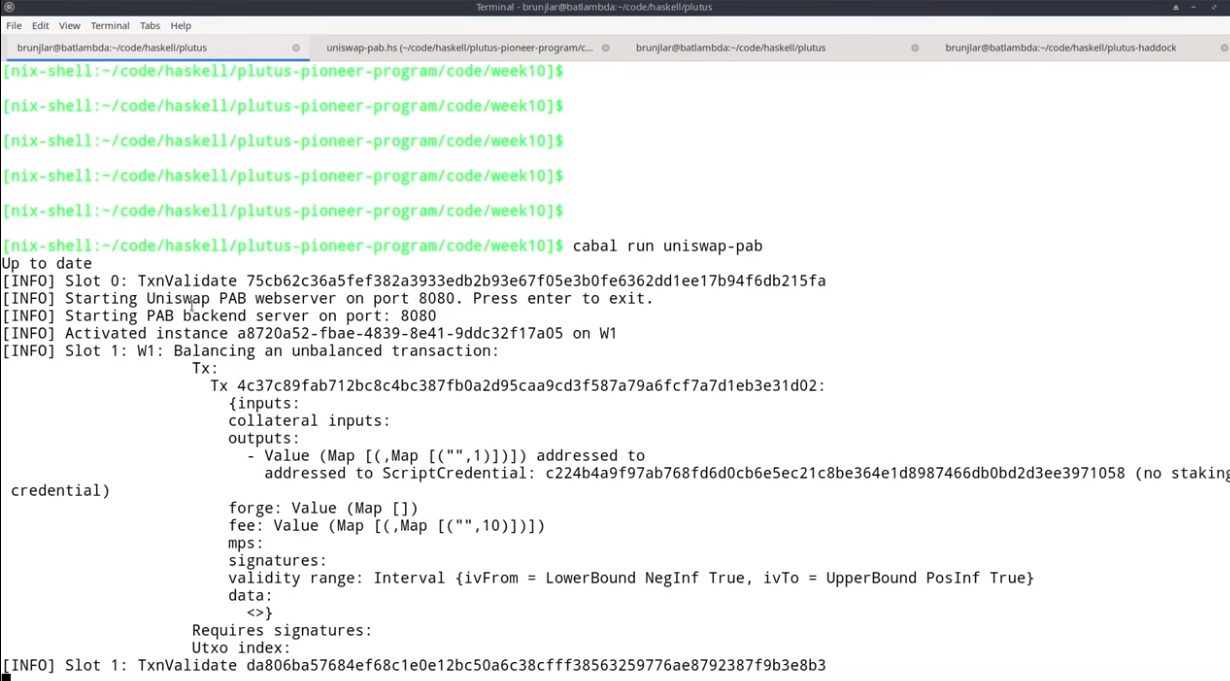 Terminal - brunjlar@batlambda:~/code/haskell/plutus
File Edit View Terminal Tabs Help
brunjlar@batlambda:~/code/haskell/plutus uniswap-pab.hs (~/code/haskell/plutus-pioneer-program/c... brunjlar@batlambda:~/code/haskell/plutus brunjlar@batlambda:~/code/haskell/plutus-haddock
[nix-shell:~/code/haskell/plutus-pioneer-program/code/week10]$
[nix-shell:~/code/haskell/plutus-pioneer-program/code/week10]$
[nix-shell:~/code/haskell/plutus-pioneer-program/code/week10]$
[nix-shell:~/code/haskell/plutus-pioneer-program/code/week10]$
[nix-shell:~/code/haskell/plutus-pioneer-program/code/week10]$
[nix-shell:~/code/haskell/plutus-pioneer-program/code/week10]$ cabal run uniswap-pab
Up to date
[INFO] Slot 0: TxnValidate 75cb62c36a5fef382a3933edb2b93e67f05e3b0fe6362dd1ee17b94f6db215fa
[INFO] Starting Uniswap PAB webserver on port 8080. Press enter to exit.
[INFO] Starting PAB backend server on port: 8080
[INFO] Activated instance a8720a52-fbae-4839-8e41-9ddc32f17a05 on W1
[INFO] Slot 1: W1: Balancing an unbalanced transaction:
Tx:
Tx 4c37c89fab712bc8c4bc387fb0a2d95caa9cd3f587a79a6fcf7a7d1eb3e31d02:
{inputs:
collateral inputs:
outputs:
- Value (Map [(,Map [("",1)])]) addressed to
addressed to ScriptCredential: c224b4a9f97ab768fd6d0cb6e5ec21c8be364e1d8987466db0bd2d3ee3971058 (no staking
credential)
forge: Value (Map [])
fee: Value (Map [(,Map [("",10)])])
mps:
signatures:
validity range: Interval {ivFrom = LowerBound NegInf True, ivTo = UpperBound PosInf True}
data:
<>}
Requires signatures:
Utxo index:
[INFO] Slot 1: TxnValidate da806ba57684ef68c1e0e12bc50a6c38cfff38563259776ae8792387f9b3e8b3